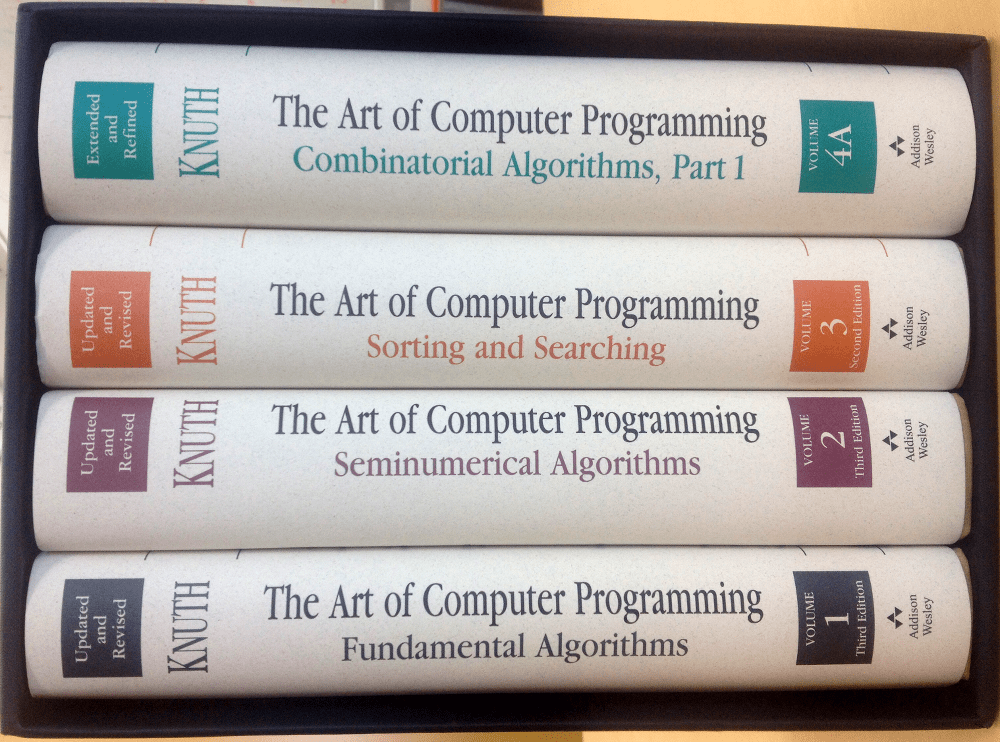 Extended
and
Refined
KNUTH
The Art of Computer Programming
Combinatorial Algorithms, Part 1
VOLUME
4A
Addison
Wesley
Updated
and
Revised
KNUTH
The Art of Computer Programming
Sorting and Searching
VOLUME
3
Second Edition
Addison
Wesley
Updated
and
Revised
KNUTH
The Art of Computer Programming
Seminumerical Algorithms
VOLUME
2
Third Edition
Addison
Wesley
Updated
and
Revised
KNUTH
The Art of Computer Programming
Fundamental Algorithms
VOLUME
1
Third Edition
Addison
Wesley